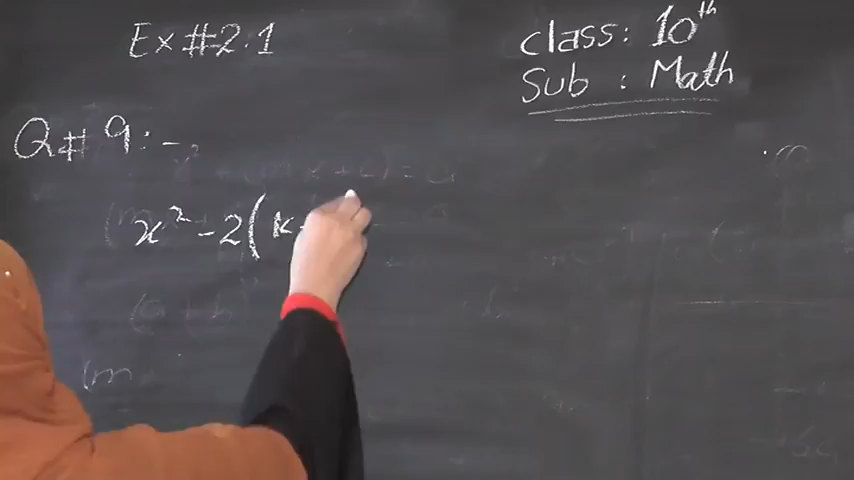 Ex #2.1
class: 10th
Sub : Math
Q# 9:-
x² - 2(k